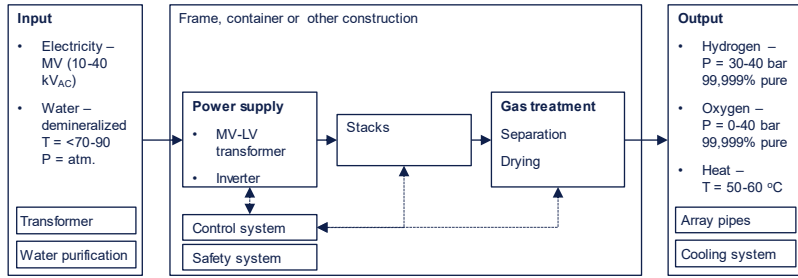 Input
• Electricity –
MV (10-40
kVAC)
• Water –
demineralized
T = <70-90
P = atm.
Transformer
Water purification
Frame, container or other construction
Power supply
• MV-LV
transformer
• Inverter
Control system
Safety system
Stacks
Gas treatment
Separation
Drying
Output
• Hydrogen –
P = 30-40 bar
99,999% pure
• Oxygen –
P = 0-40 bar
99,999% pure
• Heat –
T = 50-60 ºC
Array pipes
Cooling system